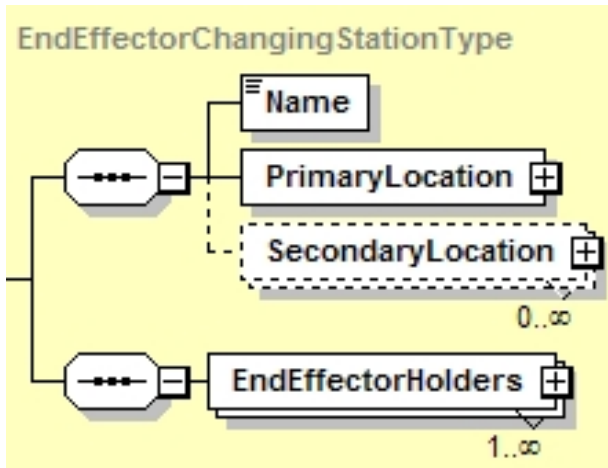 EndEffectorChangingStationType
Name
PrimaryLocation
SecondaryLocation
0..∞
EndEffectorHolders
1..∞